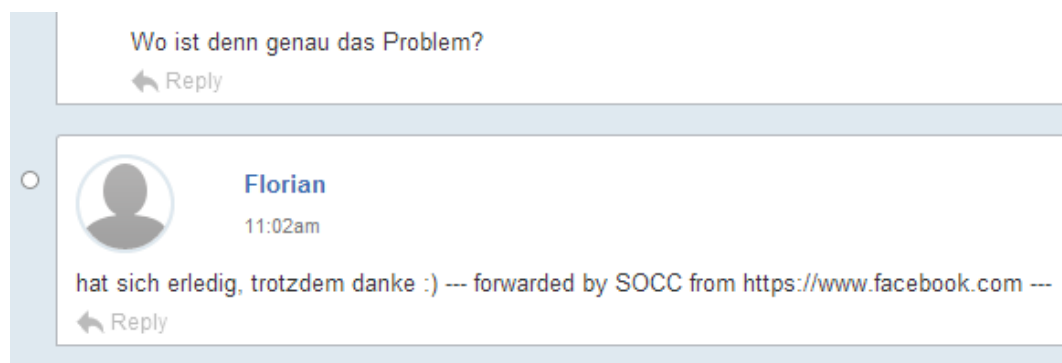 Wo ist denn genau das Problem?
Reply
Florian
11:02am
hat sich erledig, trotzdem danke :) --- forwarded by SOCC from https://www.facebook.com ---
Reply